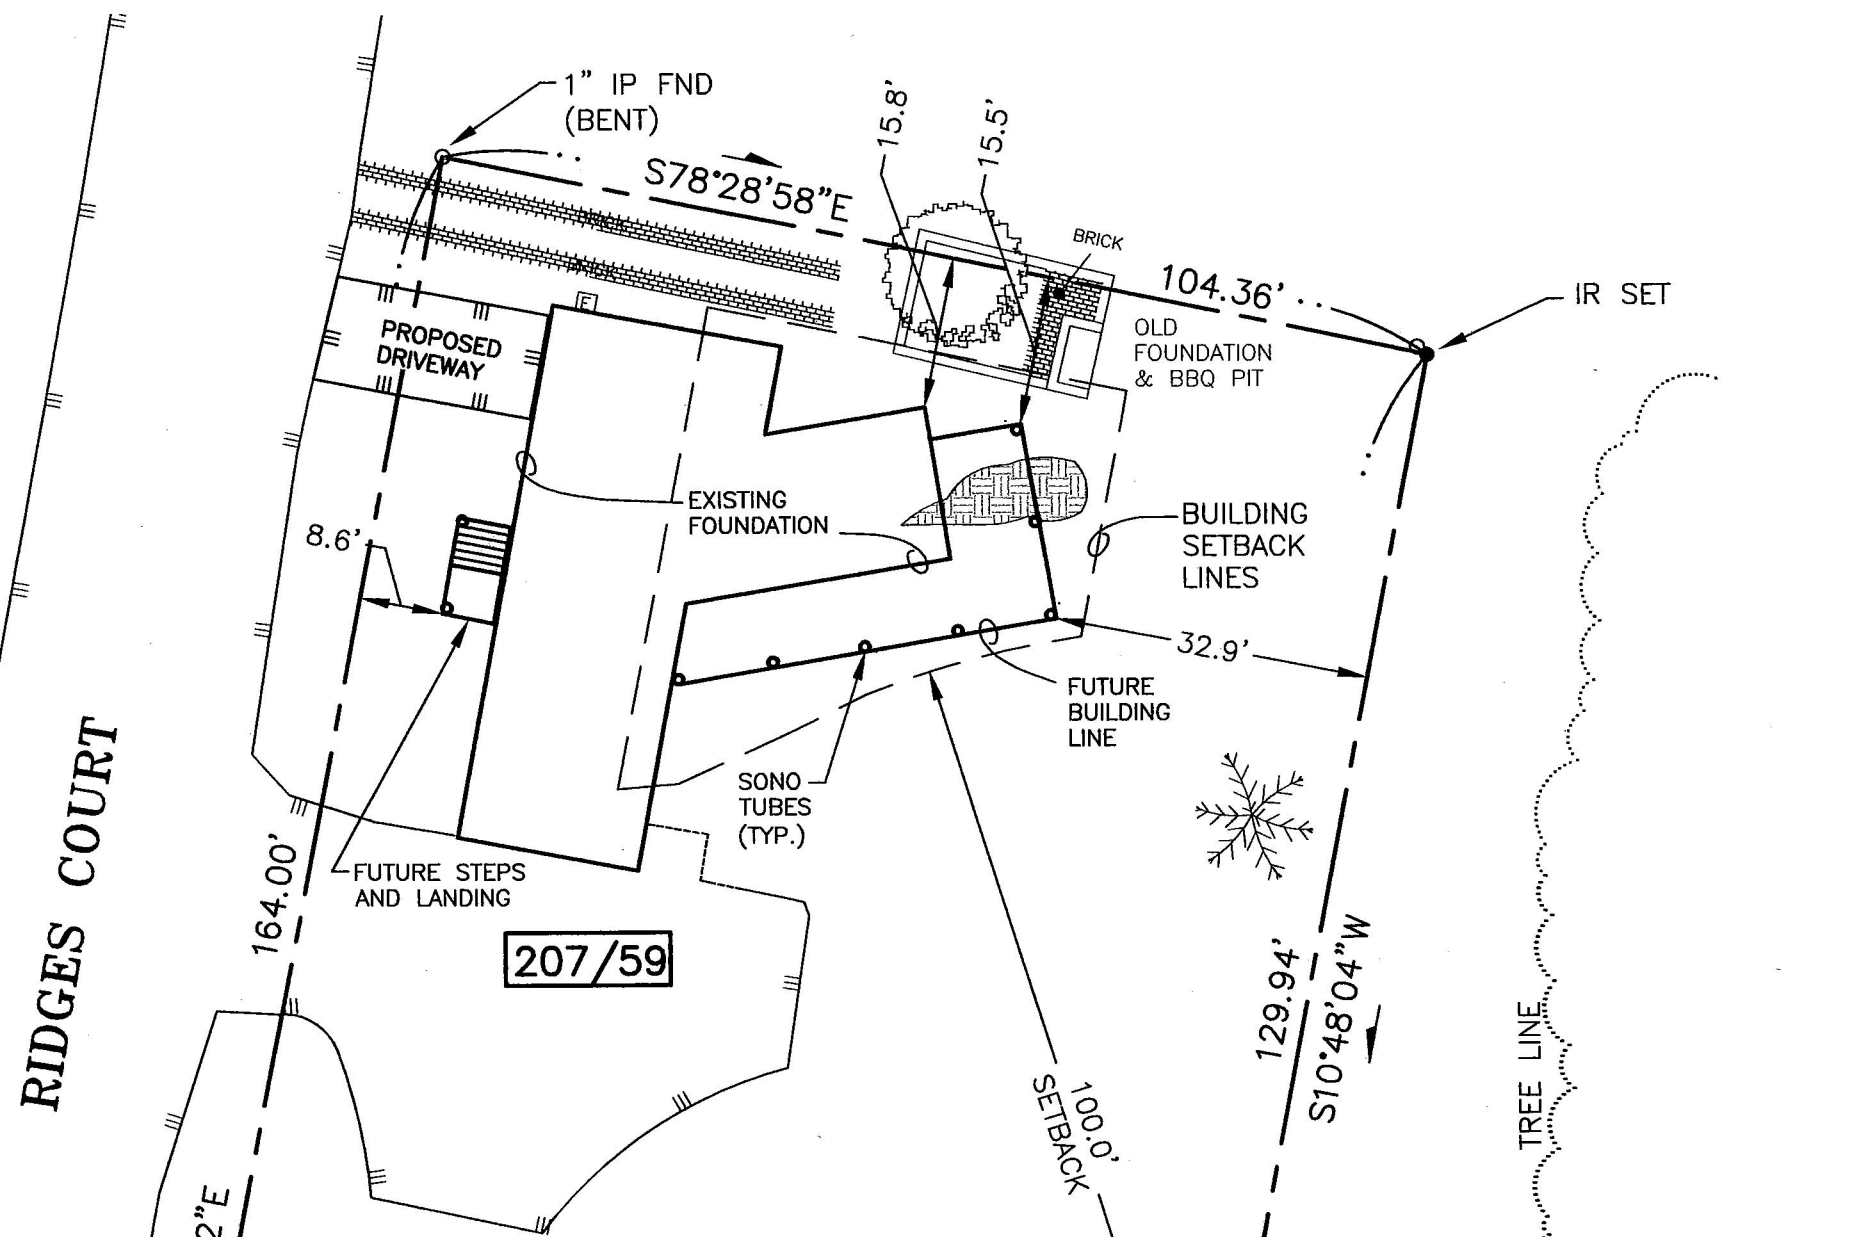 1" IP FND
(BENT)
S78°28'58"E
15.8'
15.5'
BRICK
104.36'
IR SET
OLD
FOUNDATION
& BBQ PIT
E
PROPOSED
DRIVEWAY
EXISTING
FOUNDATION
BUILDING
SETBACK
LINES
8.6'
32.9'
FUTURE
BUILDING
LINE
SONO
TUBES
(TYP.)
FUTURE STEPS
AND LANDING
207/59
164.00'
RIDGES COURT
129.94'
S10°48'04"W
TREE LINE
100.0'
SETBACK
2"E